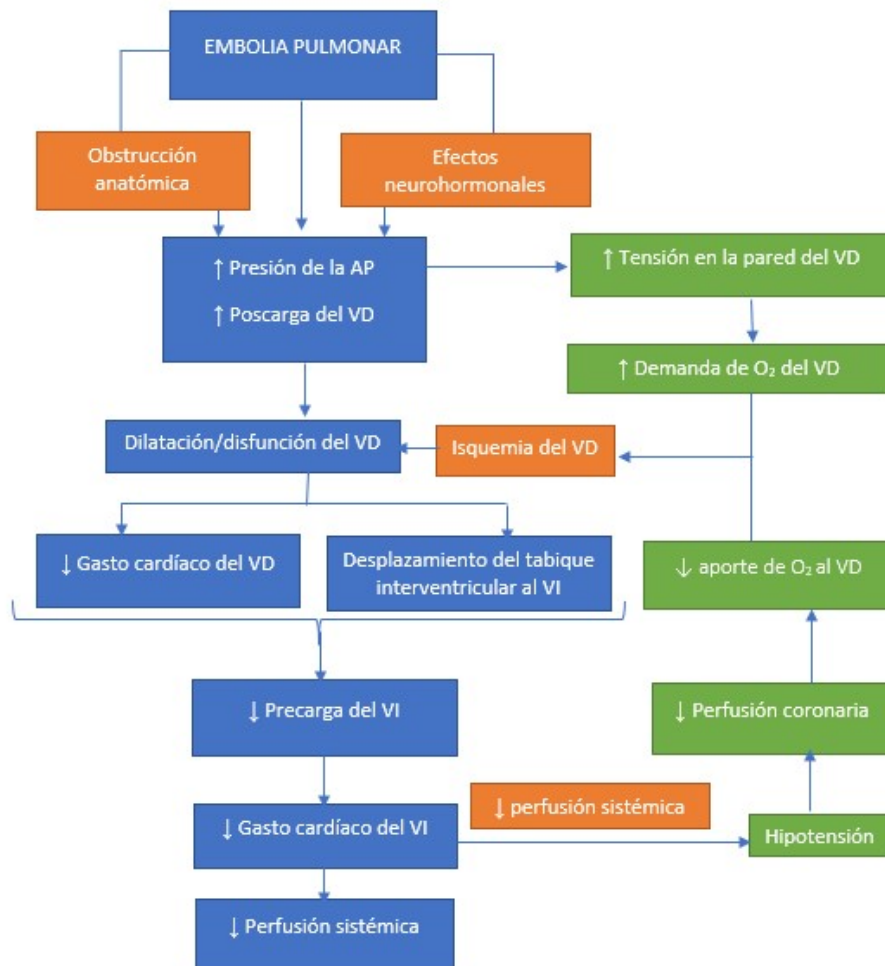 EMBOLIA PULMONAR
Obstrucción
anatómica
Efectos
neurohormonales
↑ Presión de la AP
↑ Poscarga del VD
↑ Tensión en la pared del VD
↑ Demanda de O₂ del VD
Dilatación/disfunción del VD
Isquemia del VD
↓ Gasto cardíaco del VD
Desplazamiento del tabique
interventricular al VI
↓ aporte de O₂ al VD
↓ Precarga del VI
↓ Perfusión coronaria
↓ Gasto cardíaco del VI
↓ perfusión sistémica
Hipotensión
↓ Perfusión sistémica